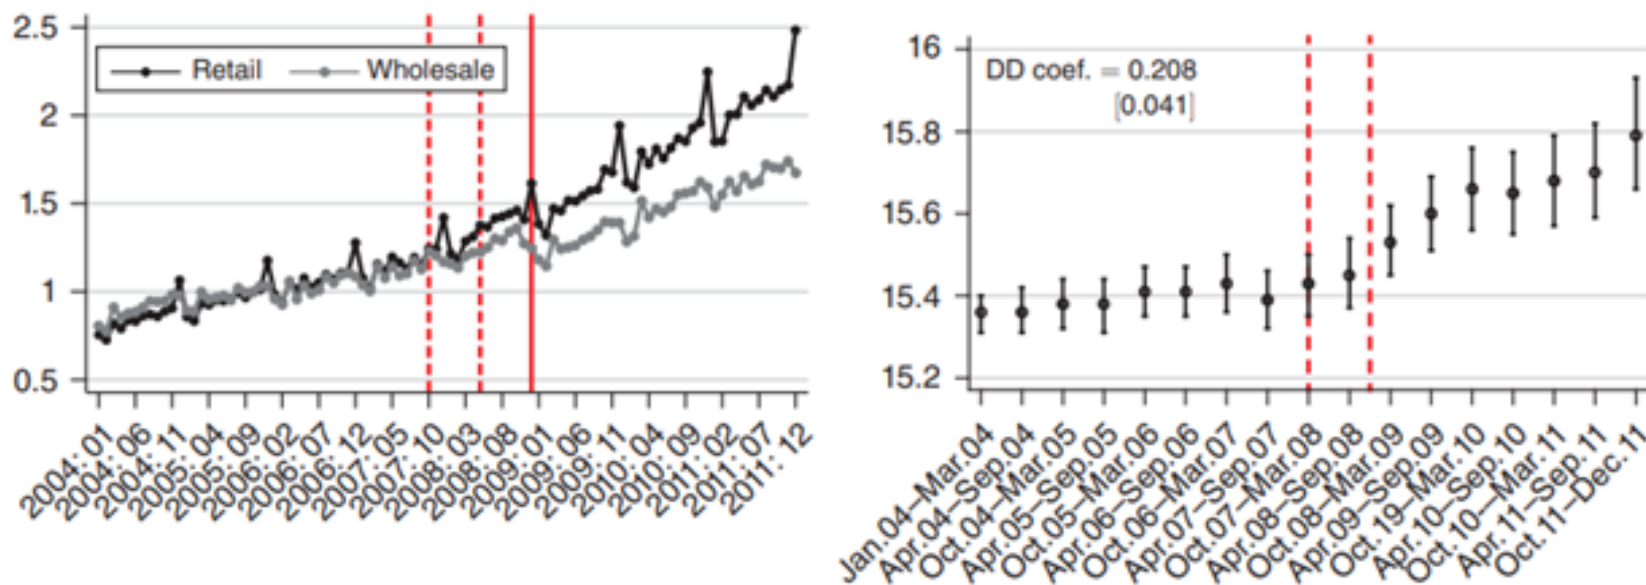 2.5
2
1.5
1
0.5
Retail
Wholesale
2004: 01
2004: 06
2004: 11
2005: 04
2005: 09
2006: 02
2006: 07
2006: 12
2007: 05
2007: 10
2008: 03
2008: 08
2009: 01
2009: 06
2009: 11
2010: 04
2010: 09
2011: 02
2011: 07
2011: 12
16
15.8
15.6
15.4
15.2
DD coef. = 0.208
[0.041]
Jan.04–Mar.04
Apr.04–Sep.04
Oct.04–Mar.05
Apr.05–Sep.05
Oct.05–Mar.06
Apr.06–Sep.06
Oct.06–Mar.07
Apr.07–Sep.07
Oct.07–Mar.08
Apr.08–Sep.08
Oct.08–Mar.09
Apr.09–Sep.09
Oct.19–Mar.10
Apr.10–Sep.10
Oct.10–Mar.11
Apr.11–Sep.11
Oct.11–Dec.11